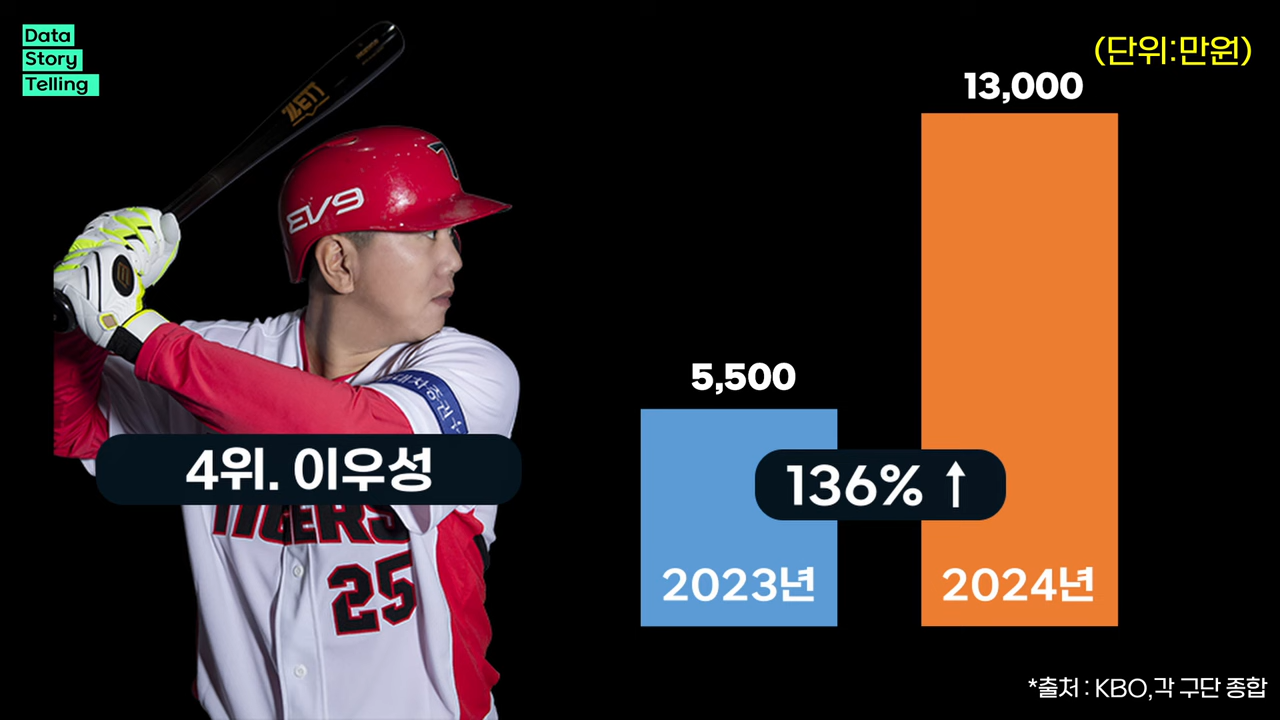 Data
Story
Telling
(단위:만원)
13,000
ZETT
EV9
5,500
4위. 이우성
136% ↑
TIGERS
25
2023년
2024년
*출처 : KBO,각 구단 종합